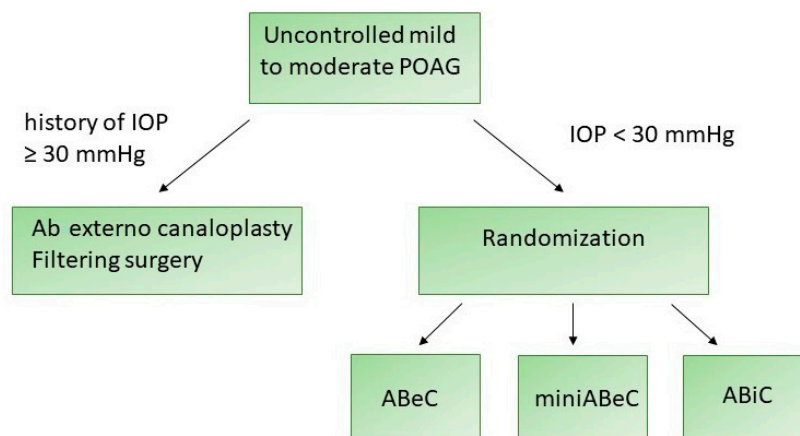 Uncontrolled mild
to moderate POAG
history of IOP
≥ 30 mmHg
IOP < 30 mmHg
Ab externo canaloplasty
Filtering surgery
Randomization
ABeC
miniABeC
ABiC